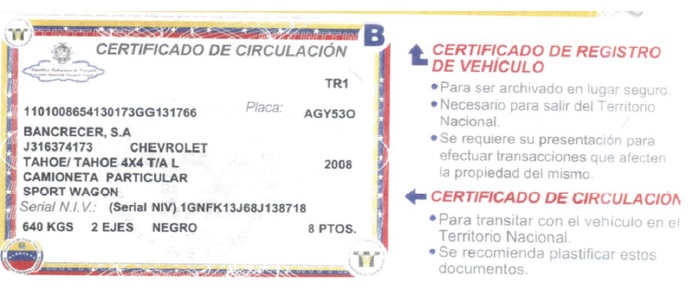 CERTIFICADO DE CIRCULACIÓN
B
TR1
1101008654130173GG131766
Placa: AGY53O
BANCRECER, S.A
J316374173 CHEVROLET
TAHOE/ TAHOE 4X4 T/A L 2008
CAMIONETA PARTICULAR
SPORT WAGON
Serial N.I.V.: (Serial NIV) 1GNFK13J68J138718
640 KGS 2 EJES NEGRO 8 PTOS.
CERTIFICADO DE REGISTRO
DE VEHÍCULO
• Para ser archivado en lugar seguro.
• Necesario para salir del Territorio
Nacional.
• Se requiere su presentación para
efectuar transacciones que afecten
la propiedad del mismo.
CERTIFICADO DE CIRCULACIÓN
• Para transitar con el vehículo en el
Territorio Nacional.
• Se recomienda plastificar estos
documentos.